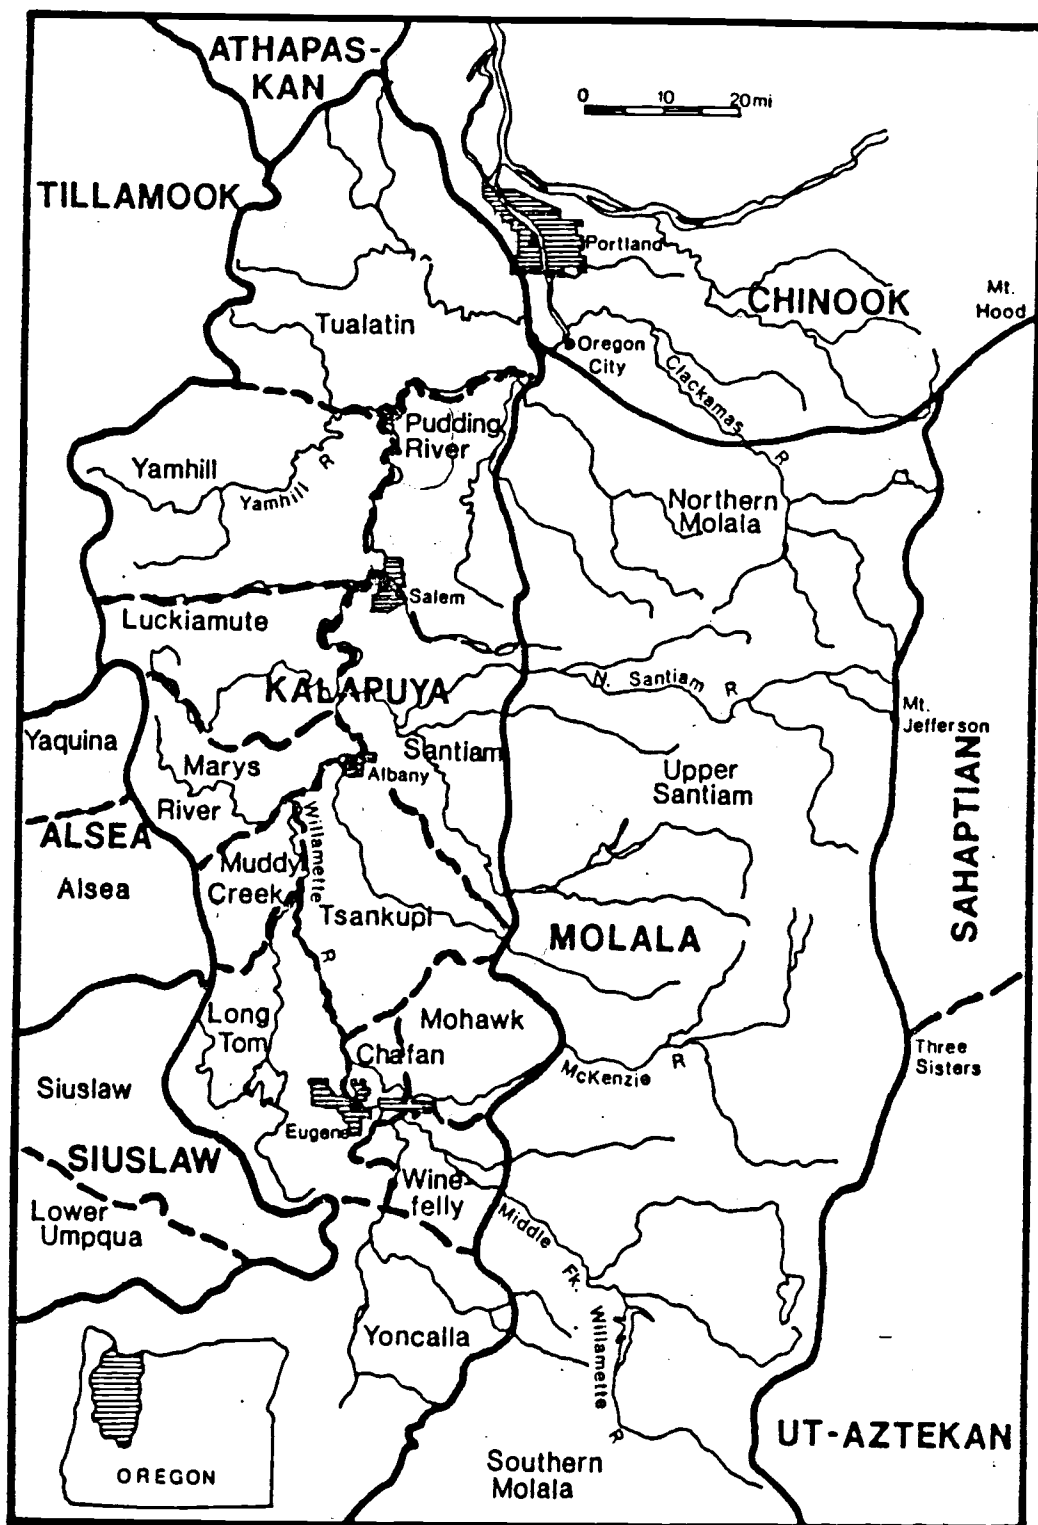 ATHAPAS-
KAN
0 10 20 mi
TILLAMOOK
Portland
CHINOOK
Mt.
Hood
Tualatin
Oregon
City
Clackamas R
Pudding
River
Yamhill
Yamhill R
Northern
Molala
Salem
Luckiamute
KALAPUYA
N. Santiam R
Mt.
Jefferson
Yaquina
Marys
River
Santiam
Albany
Upper
Santiam
ALSEA
Alsea
Muddy
Creek
Willamette R
Tsankupi
MOLALA
SAHAPTIAN
Long
Tom
Mohawk
Chafan
McKenzie R
Three
Sisters
Siuslaw
Eugene
SIUSLAW
Wine-
felly
Lower
Umpqua
Middle Fk. Willamette R
Yoncalla
OREGON
Southern
Molala
UT-AZTEKAN